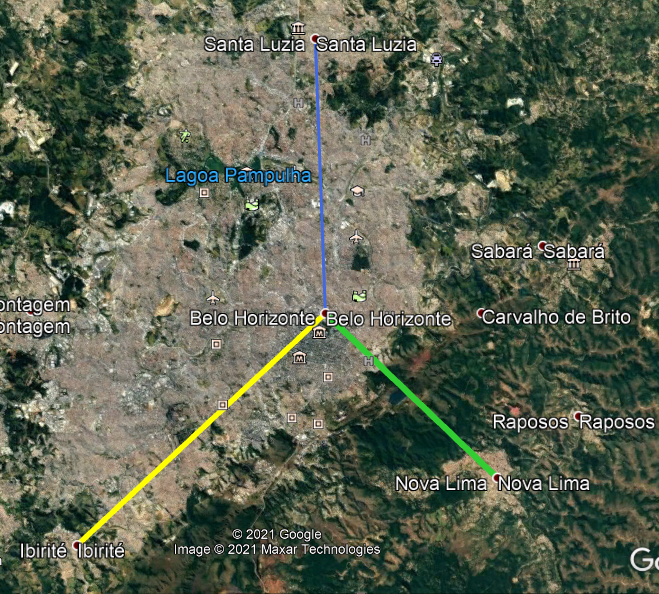 Santa Luzia Santa Luzia
Lagoa Pampulha
Sabará Sabará
ontagem
ontagem
Belo Horizonte Belo Horizonte
Carvalho de Brito
Raposos Raposos
Nova Lima Nova Lima
Ibirité Ibirité
© 2021 Google
Image © 2021 Maxar Technologies
Go